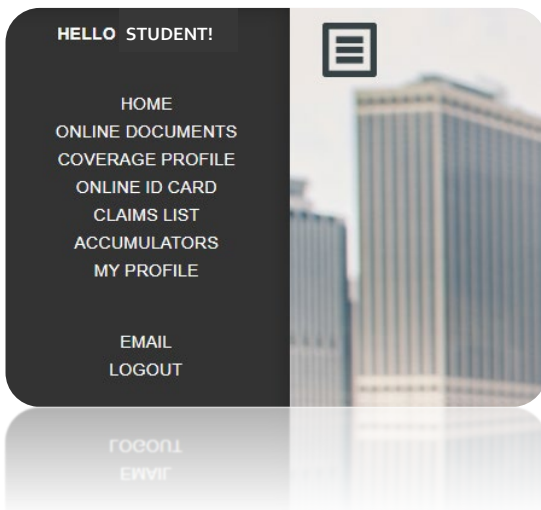 HELLO STUDENT!
HOME
ONLINE DOCUMENTS
COVERAGE PROFILE
ONLINE ID CARD
CLAIMS LIST
ACCUMULATORS
MY PROFILE
EMAIL
LOGOUT